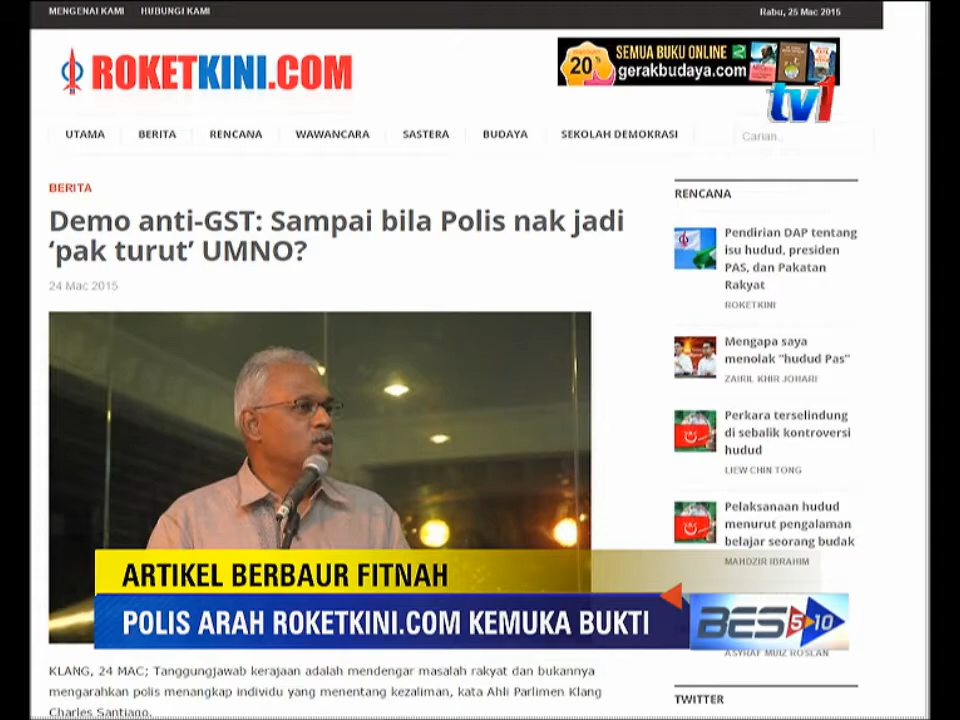 MENGENAI KAMI HUBUNGI KAMI
Rabu, 25 Mac 2015
ROKETKINI.COM
20%
SEMUA BUKU ONLINE
gerakbudaya.com
tv1
UTAMA BERITA RENCANA WAWANCARA SASTERA BUDAYA SEKOLAH DEMOKRASI
Carian..
BERITA
Demo anti-GST: Sampai bila Polis nak jadi
‘pak turut’ UMNO?
24 Mac 2015
RENCANA
Pendirian DAP tentang
isu hudud, presiden
PAS, dan Pakatan
Rakyat
ROKETKINI
Mengapa saya
menolak “hudud Pas”
ZAIRIL KHIR JOHARI
Perkara terselindung
di sebalik kontroversi
hudud
LIEW CHIN TONG
Pelaksanaan hudud
menurut pengalaman
belajar seorang budak
MAHDZIR IBRAHIM
ARTIKEL BERBAUR FITNAH
POLIS ARAH ROKETKINI.COM KEMUKA BUKTI
BES 5 10
ASYRAF MUIZ ROSLAN
KLANG, 24 MAC; Tanggungjawab kerajaan adalah mendengar masalah rakyat dan bukannya
mengarahkan polis menangkap individu yang menentang kezaliman, kata Ahli Parlimen Klang
Charles Santiago.
TWITTER